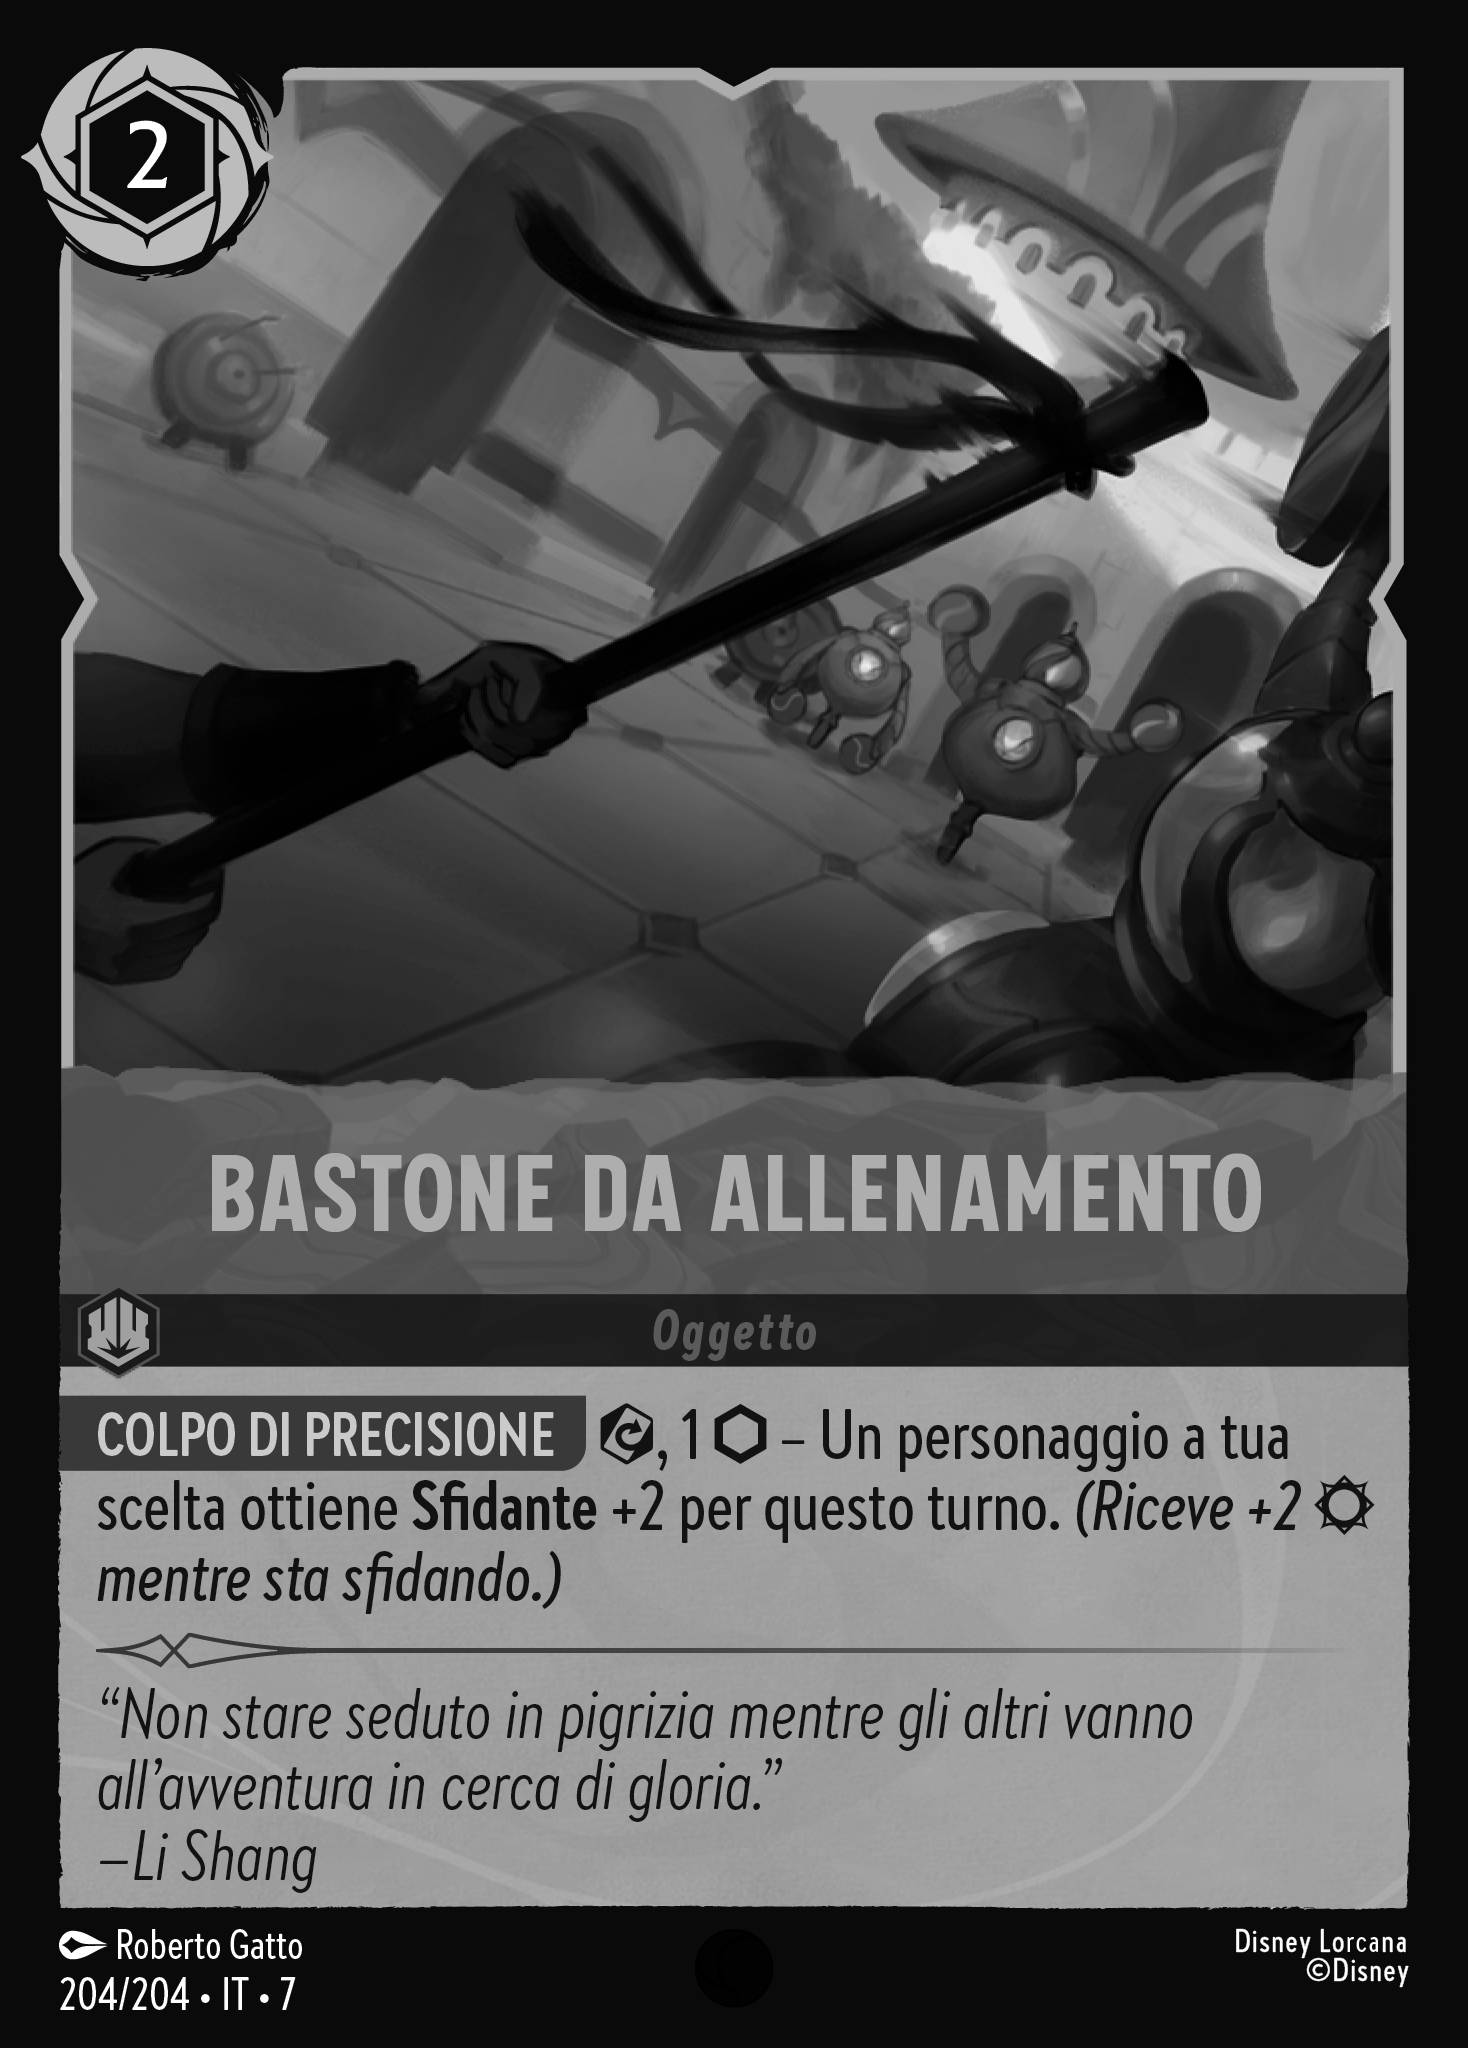 2
BASTONE DA ALLENAMENTO
Oggetto
COLPO DI PRECISIONE , 1 – Un personaggio a tua
scelta ottiene Sfidante +2 per questo turno. (Riceve +2
mentre sta sfidando.)
“Non stare seduto in pigrizia mentre gli altri vanno
all’avventura in cerca di gloria.”
–Li Shang
Roberto Gatto
204/204 • IT • 7
Disney Lorcana
©Disney